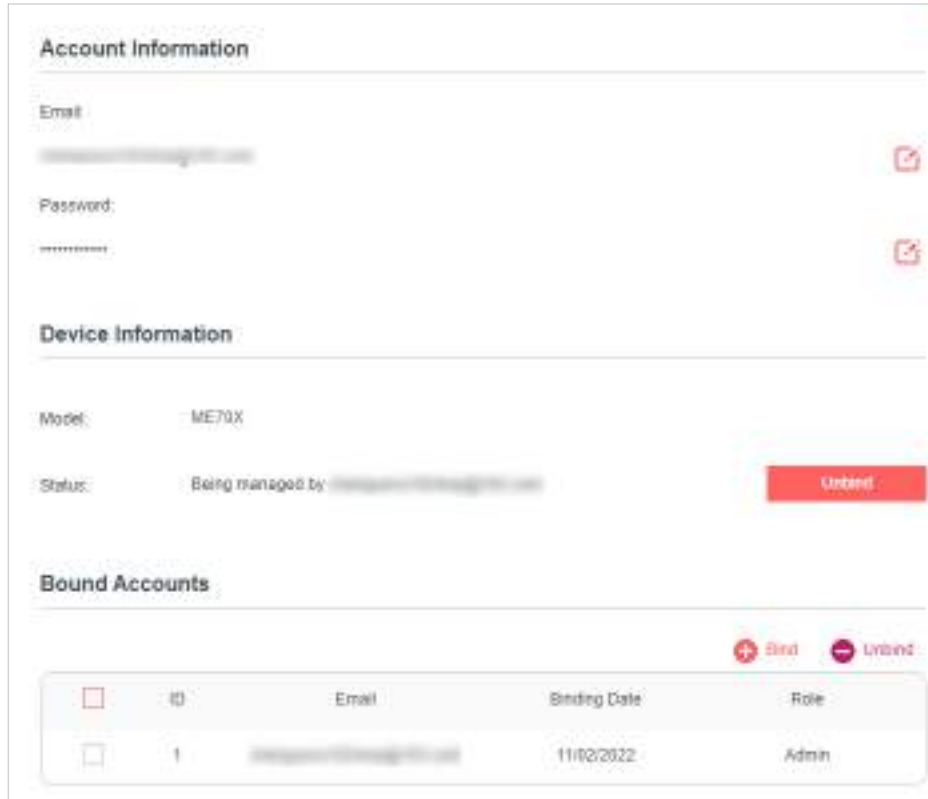 Account Information
Email
Password:
Device Information
Model: ME70X
Status: Being managed by
Unbind
Bound Accounts
Bind Unbind
ID Email Binding Date Role
1 11/02/2022 Admin